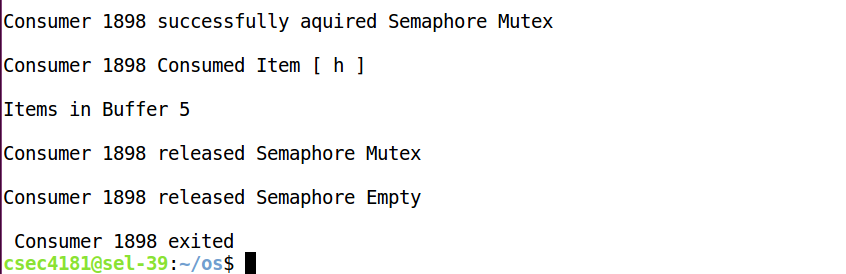 Consumer 1898 successfully aquired Semaphore Mutex
Consumer 1898 Consumed Item [ h ]
Items in Buffer 5
Consumer 1898 released Semaphore Mutex
Consumer 1898 released Semaphore Empty
Consumer 1898 exited
csec4181@sel-39:~/os$